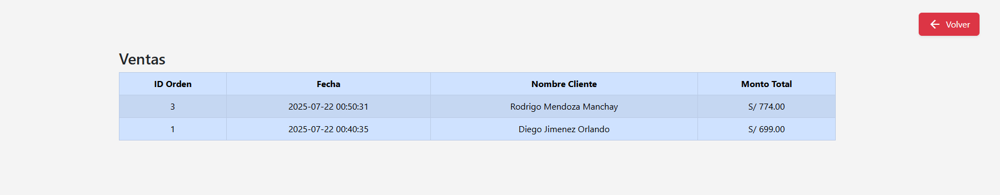 Volver
Ventas
ID Orden Fecha Nombre Cliente Monto Total
3 2025-07-22 00:50:31 Rodrigo Mendoza Manchay S/ 774.00
1 2025-07-22 00:40:35 Diego Jimenez Orlando S/ 699.00